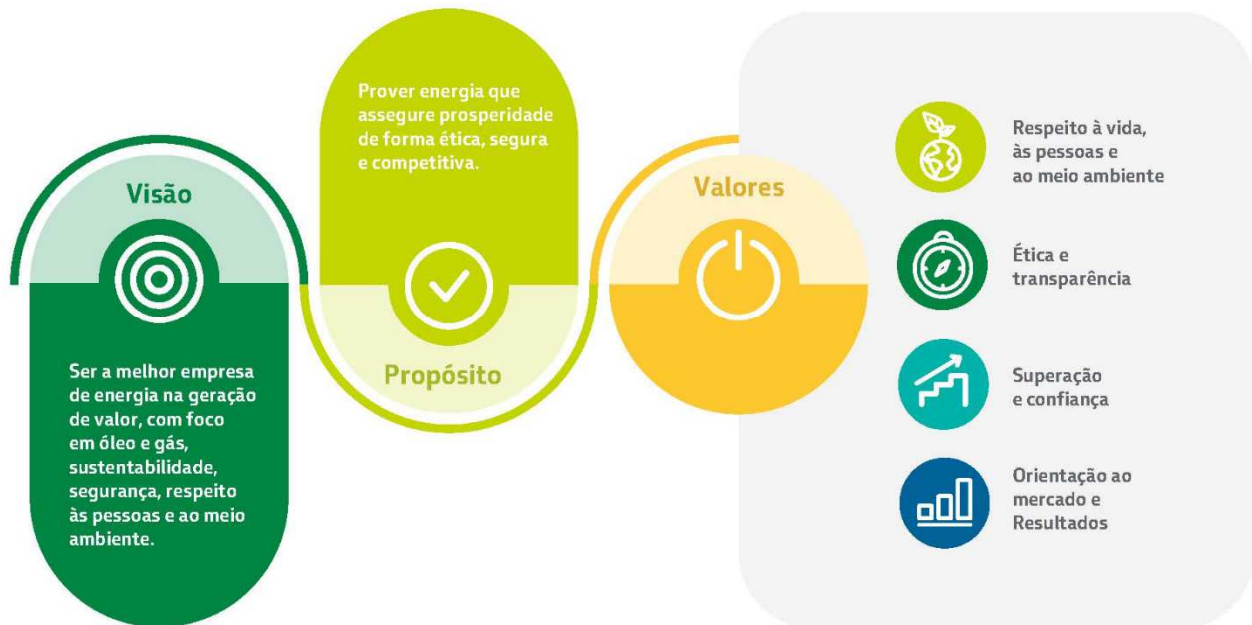 Visão
Ser a melhor empresa
de energia na geração
de valor, com foco
em óleo e gás,
sustentabilidade,
segurança, respeito
às pessoas e ao meio
ambiente.
Prover energia que
assegure prosperidade
de forma ética, segura
e competitiva.
Propósito
Valores
Respeito à vida,
às pessoas e
ao meio ambiente
Ética e
transparência
Superação
e confiança
Orientação ao
mercado e
Resultados